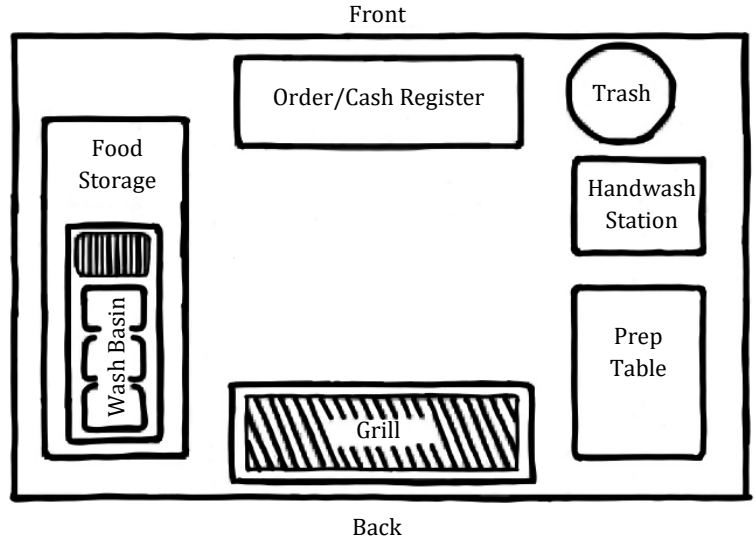 Front
Order/Cash Register
Trash
Food
Storage
Handwash
Station
Wash Basin
Prep
Table
Grill
Back